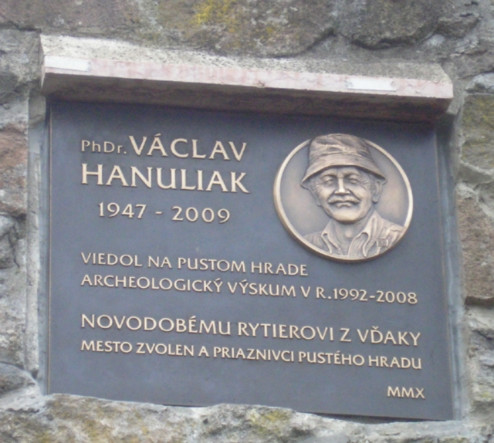 PhDr. VÁCLAV
HANULIAK
1947 - 2009
VIEDOL NA PUSTOM HRADE
ARCHEOLOGICKÝ VÝSKUM V R.1992-2008
NOVODOBÉMU RYTIEROVI Z VĎAKY
MESTO ZVOLEN A PRIAZNIVCI PUSTÉHO HRADU
MMX